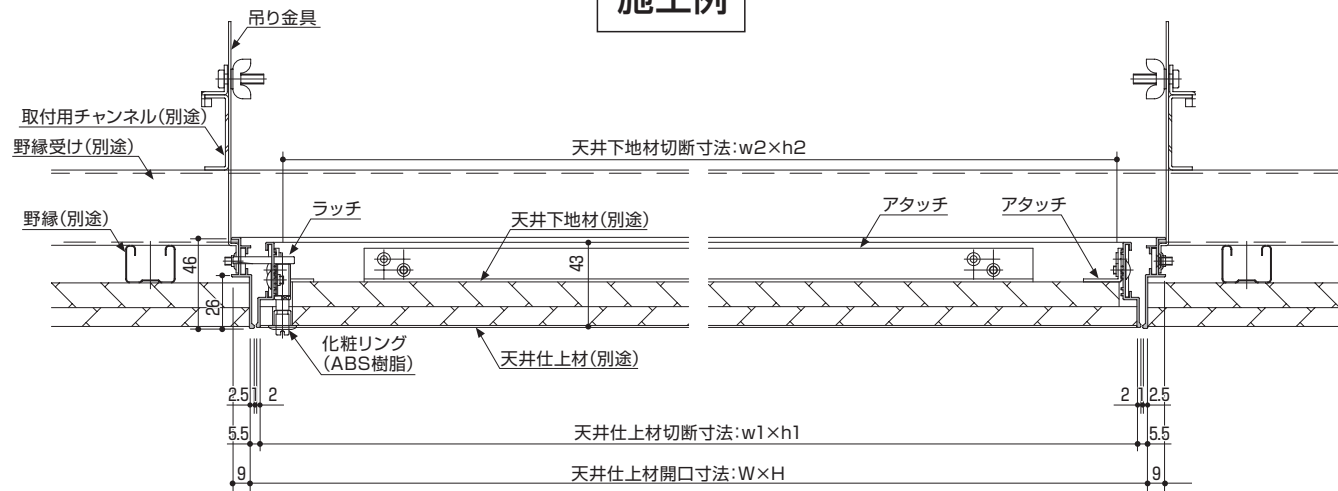 施工例
吊り金具
取付用チャンネル(別途)
野縁受け(別途)
天井下地材切断寸法:w2×h2
野縁(別途)
ラッチ
天井下地材(別途)
アタッチ
アタッチ
46
43
26
化粧リング
(ABS樹脂)
天井仕上材(別途)
2.5 1 2
2 1 2.5
5.5
天井仕上材切断寸法:w1×h1
5.5
9
天井仕上材開口寸法:W×H
9